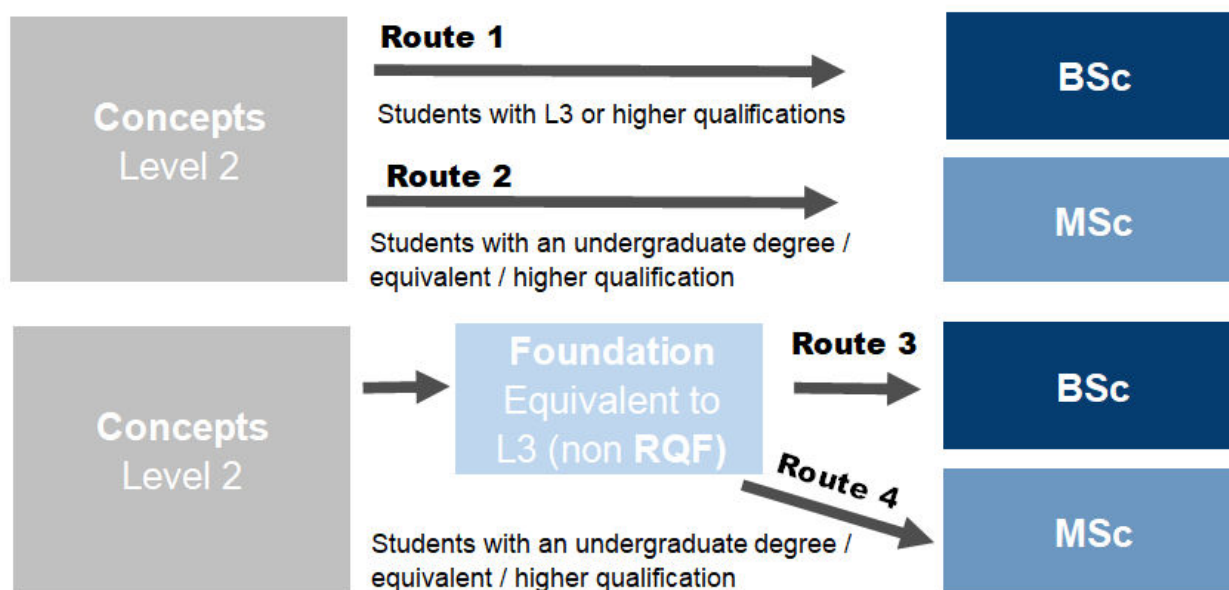 Concepts
Level 2
Route 1
Students with L3 or higher qualifications
BSc
Route 2
Students with an undergraduate degree /
equivalent / higher qualification
MSc
Concepts
Level 2
Foundation
Equivalent to
L3 (non RQF)
Route 3
BSc
Route 4
MSc
Students with an undergraduate degree /
equivalent / higher qualification